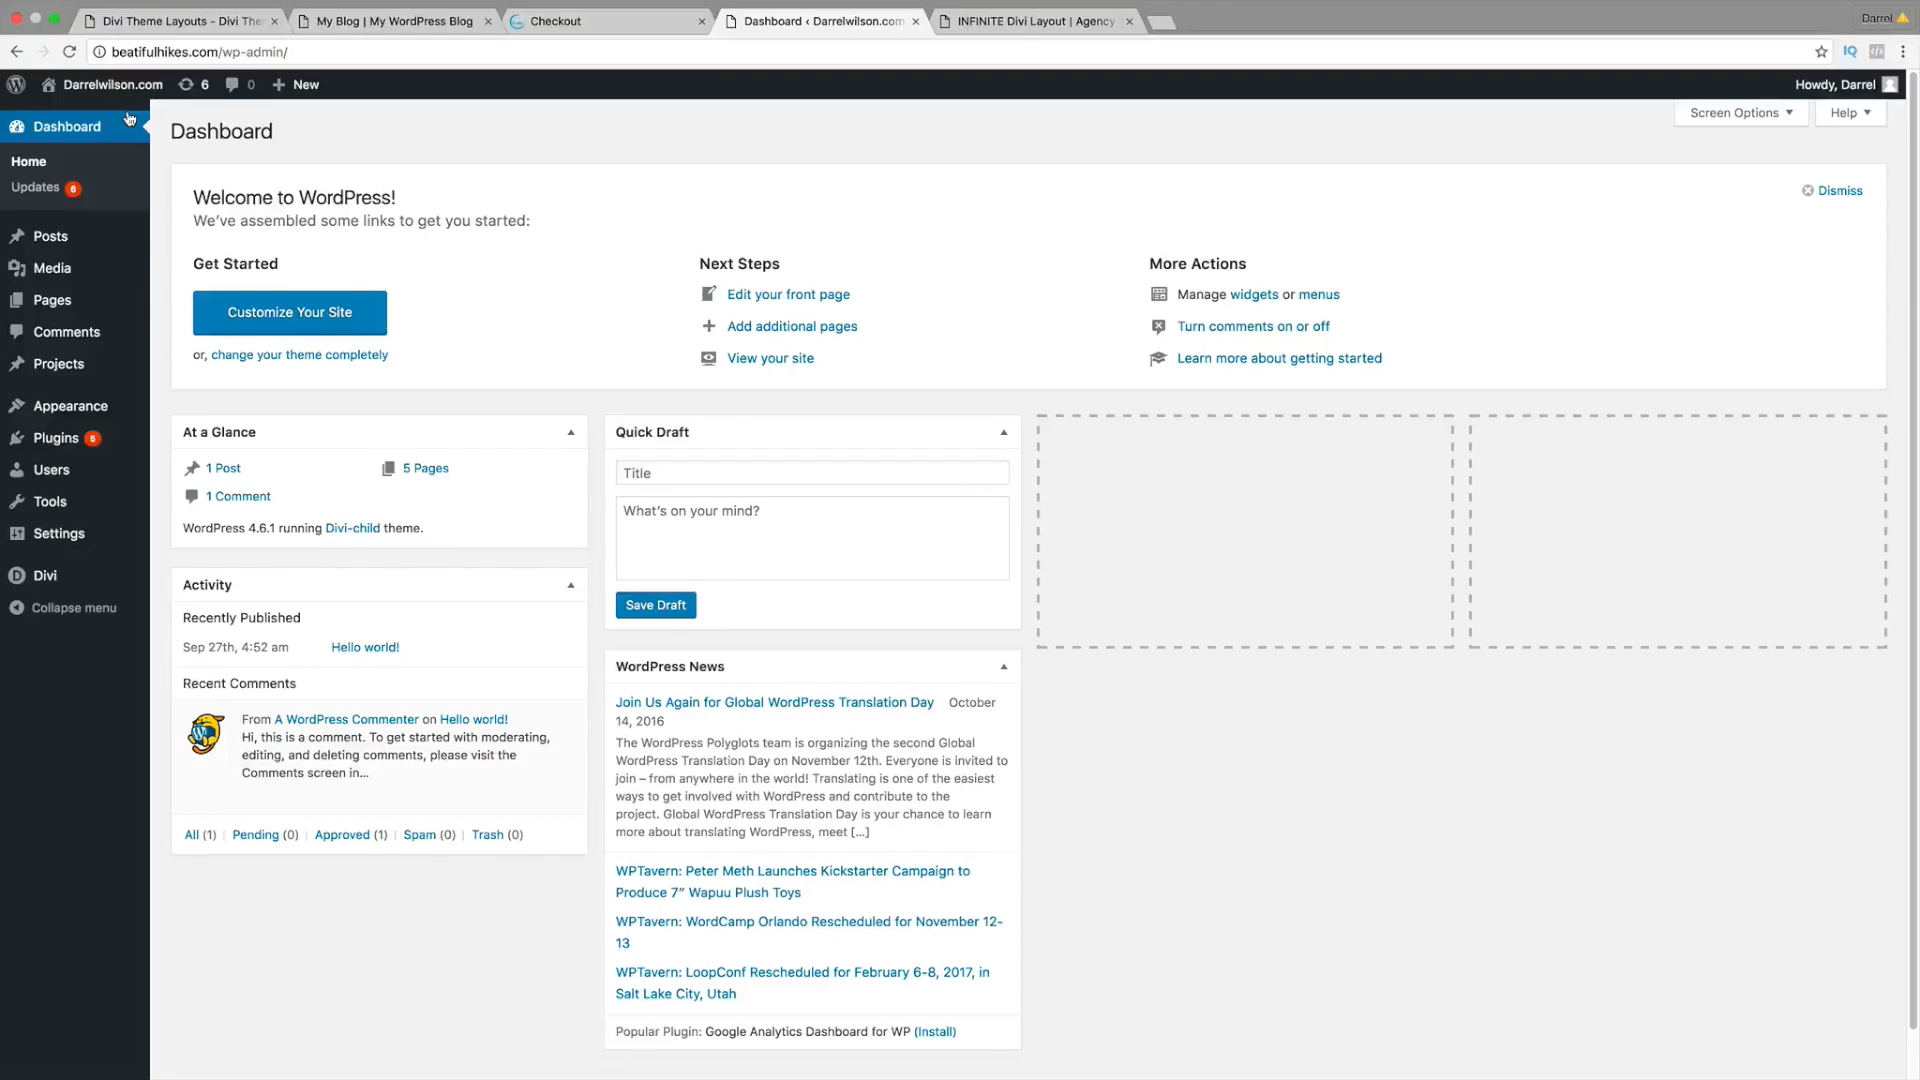 Divi Theme Layouts - Divi Ther
My Blog | My WordPress Blog
Checkout
Dashboard ‹ Darrelwilson.com
INFINITE Divi Layout | Agency
Darrel
beatifulhikes.com/wp-admin/
IQ
Darrelwilson.com
6
0
New
Howdy, Darrel
Dashboard
Home
Updates 6
Posts
Media
Pages
Comments
Projects
Appearance
Plugins 6
Users
Tools
Settings
Divi
Collapse menu
Dashboard
Screen Options
Help
Welcome to WordPress!
We've assembled some links to get you started:
Dismiss
Get Started
Customize Your Site
or, change your theme completely
Next Steps
Edit your front page
Add additional pages
View your site
More Actions
Manage widgets or menus
Turn comments on or off
Learn more about getting started
At a Glance
1 Post
5 Pages
1 Comment
WordPress 4.6.1 running Divi-child theme.
Activity
Recently Published
Sep 27th, 4:52 am
Hello world!
Recent Comments
From A WordPress Commenter on Hello world!
Hi, this is a comment. To get started with moderating,
editing, and deleting comments, please visit the
Comments screen in…
All (1) | Pending (0) | Approved (1) | Spam (0) | Trash (0)
Quick Draft
Title
What's on your mind?
Save Draft
WordPress News
Join Us Again for Global WordPress Translation Day October
14, 2016
The WordPress Polyglots team is organizing the second Global
WordPress Translation Day on November 12th. Everyone is invited to
join – from anywhere in the world! Translating is one of the easiest
ways to get involved with WordPress and contribute to the
project. Global WordPress Translation Day is your chance to learn
more about translating WordPress, meet […]
WPTavern: Peter Meth Launches Kickstarter Campaign to
Produce 7″ Wapuu Plush Toys
WPTavern: WordCamp Orlando Rescheduled for November 12-
13
WPTavern: LoopConf Rescheduled for February 6-8, 2017, in
Salt Lake City, Utah
Popular Plugin: Google Analytics Dashboard for WP (Install)